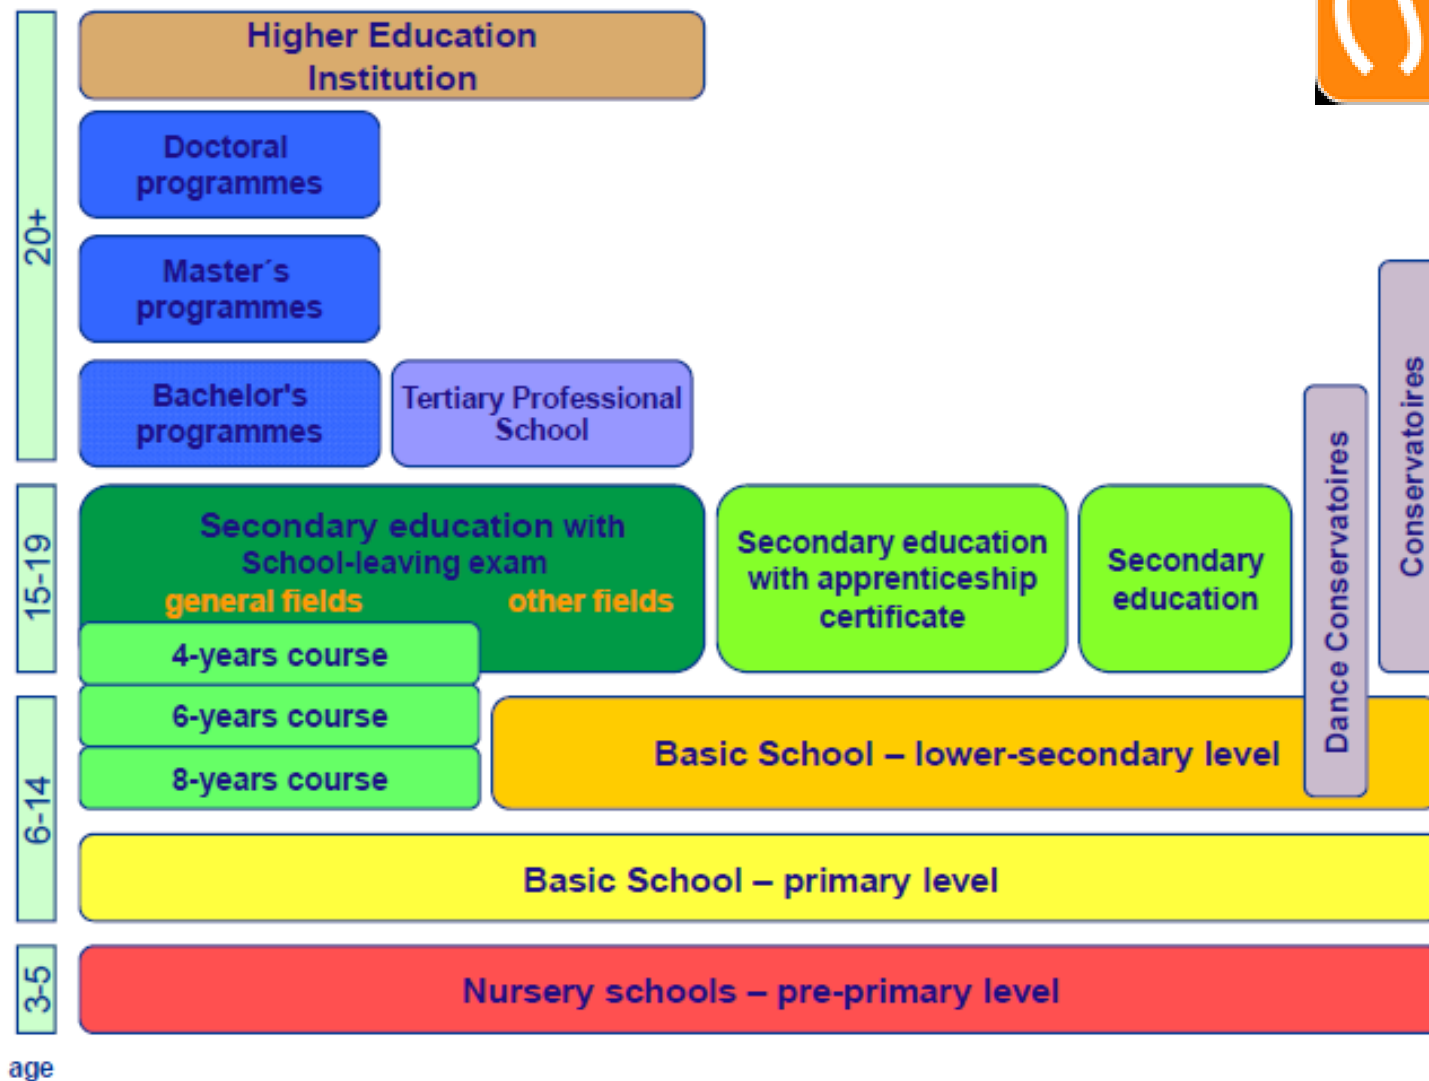 Higher Education
Institution
Doctoral
programmes
Master´s
programmes
Bachelor's
programmes
Tertiary Professional
School
20+
Secondary education with
School-leaving exam
general fields
other fields
4-years course
6-years course
8-years course
Secondary education
with apprenticeship
certificate
Secondary
education
Dance Conservatoires
Conservatoires
15-19
Basic School – lower-secondary level
6-14
Basic School – primary level
3-5
Nursery schools – pre-primary level
age